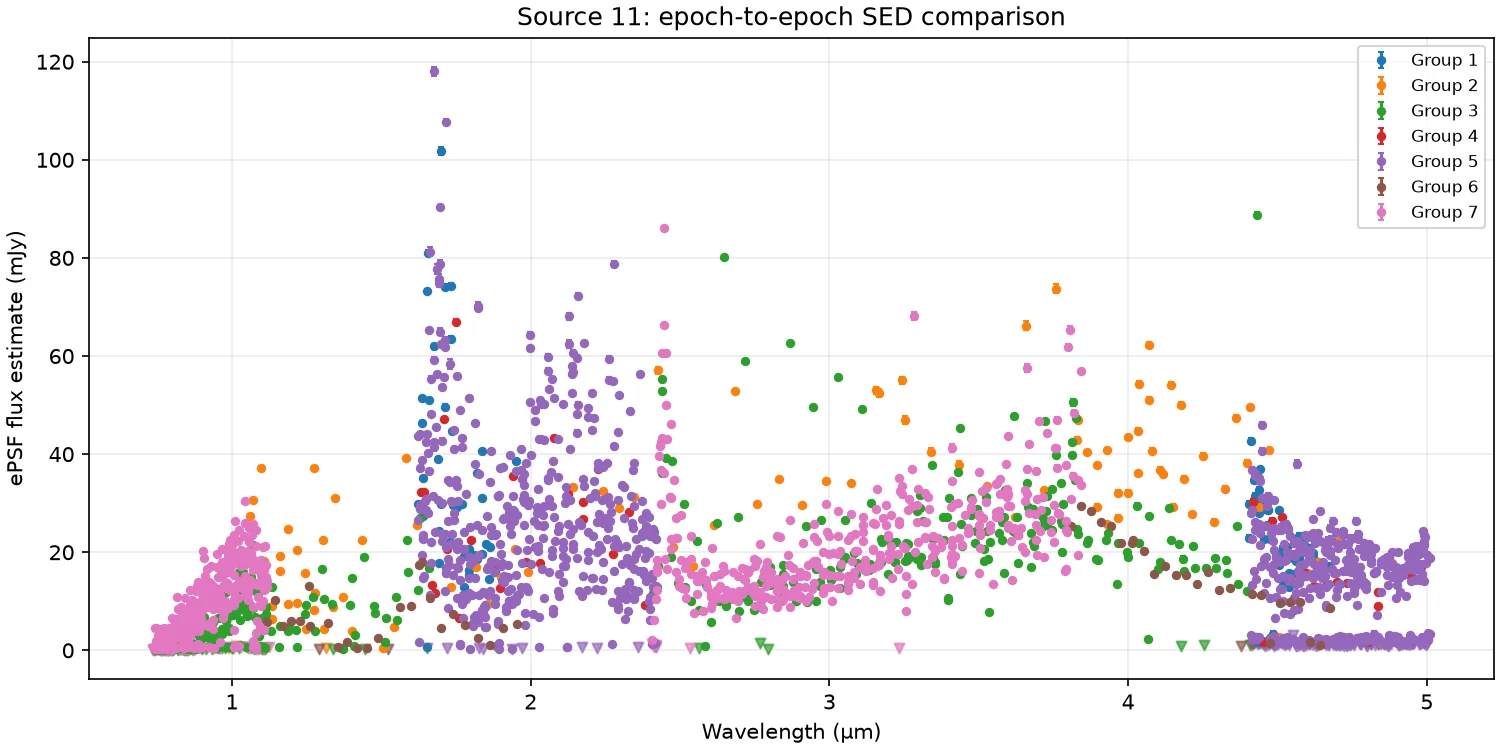 Source 11: epoch-to-epoch SED comparison
ePSF flux estimate (mJy)
120
100
80
60
40
20
0
1
2
3
4
5
Wavelength (µm)
Group 1
Group 2
Group 3
Group 4
Group 5
Group 6
Group 7